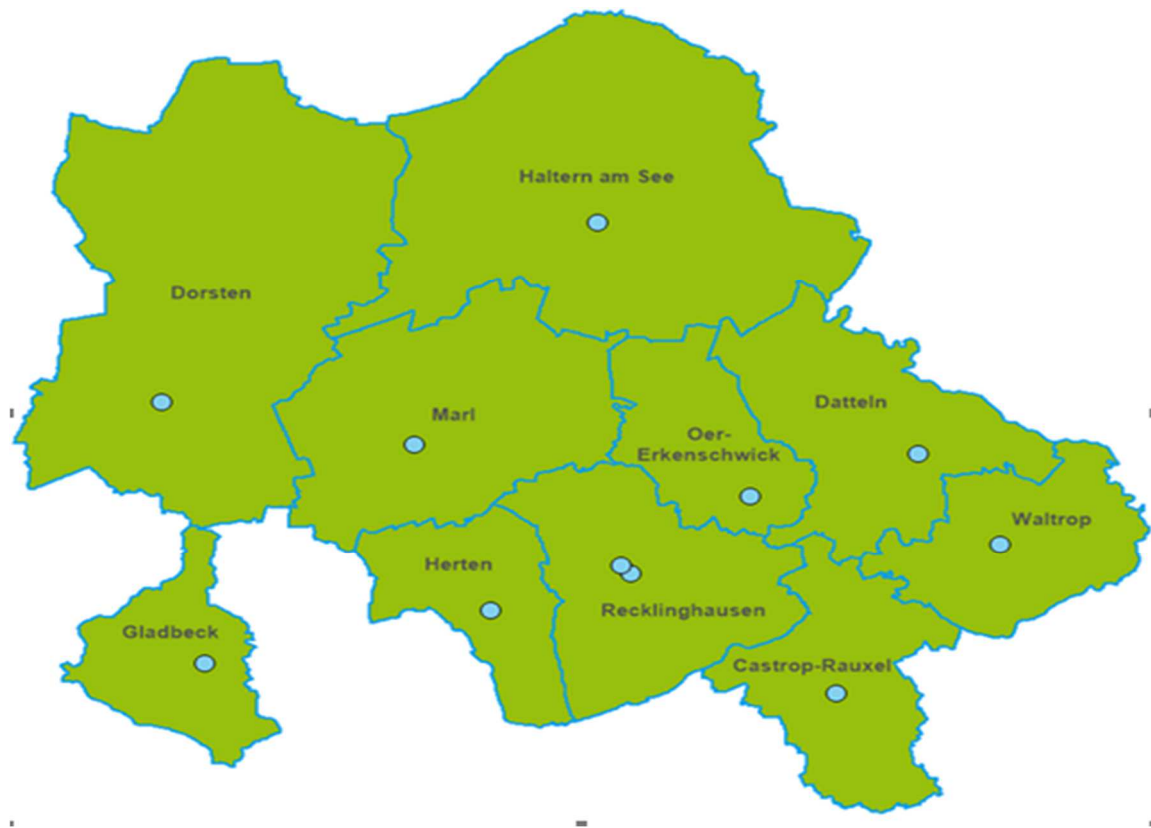 Haltern am See
Dorsten
Marl
Datteln
Oer-
Erkenschwick
Waltrop
Herten
Recklinghausen
Gladbeck
Castrop-Rauxel